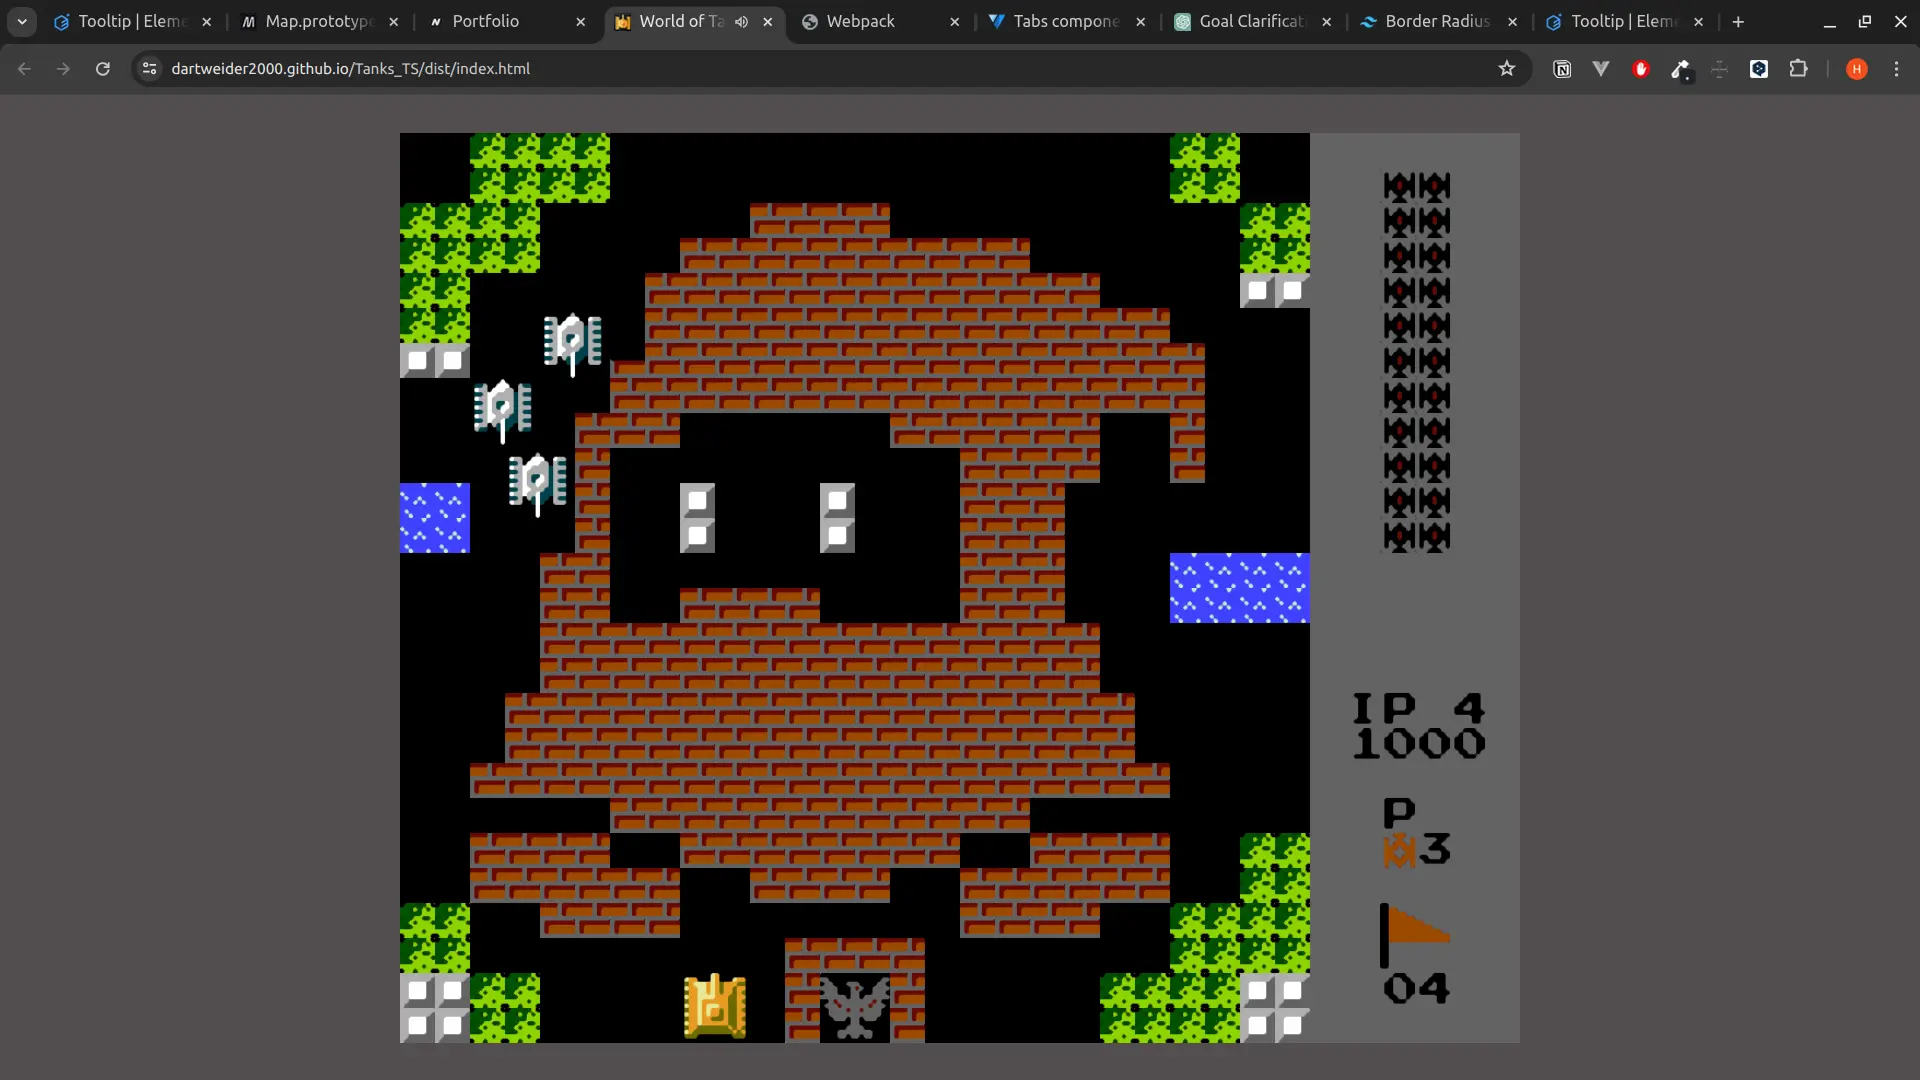 Tooltip | Eleme
Map.prototype
Portfolio
World of Ta
Webpack
Tabs compone
Goal Clarificat
Border Radius
Tooltip | Eleme
dartweider2000.github.io/Tanks_TS/dist/index.html
H
IP 4
1000
P
3
04